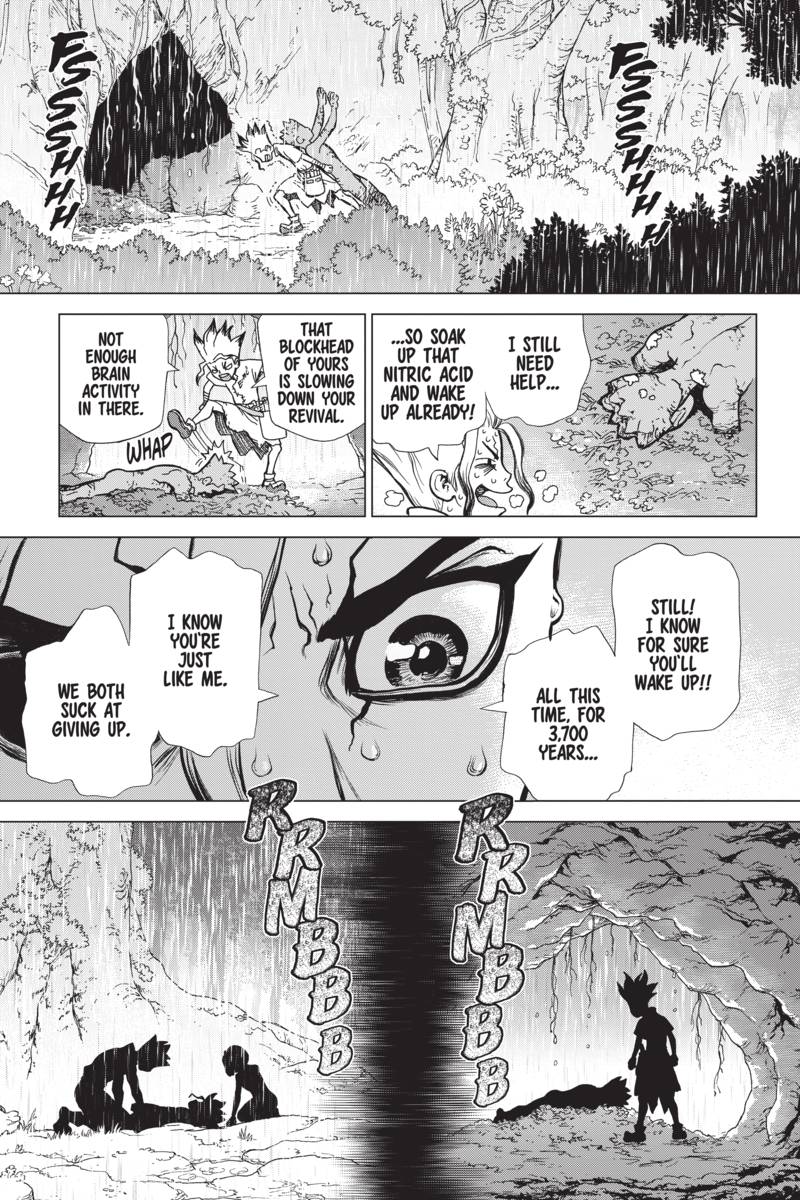 FSSSHHH
FSSSHHH
I STILL
NEED
HELP...
...SO SOAK
UP THAT
NITRIC ACID
AND WAKE
UP ALREADY!
THAT
BLOCKHEAD
OF YOURS
IS SLOWING
DOWN YOUR
REVIVAL.
NOT
ENOUGH
BRAIN
ACTIVITY
IN THERE.
WHAP
STILL!
I KNOW
FOR SURE
YOU'LL
WAKE UP!!
ALL THIS
TIME, FOR
3,700
YEARS...
I KNOW
YOU'RE
JUST
LIKE ME.
WE BOTH
SUCK AT
GIVING UP.
RRMBBB
RRMBBB